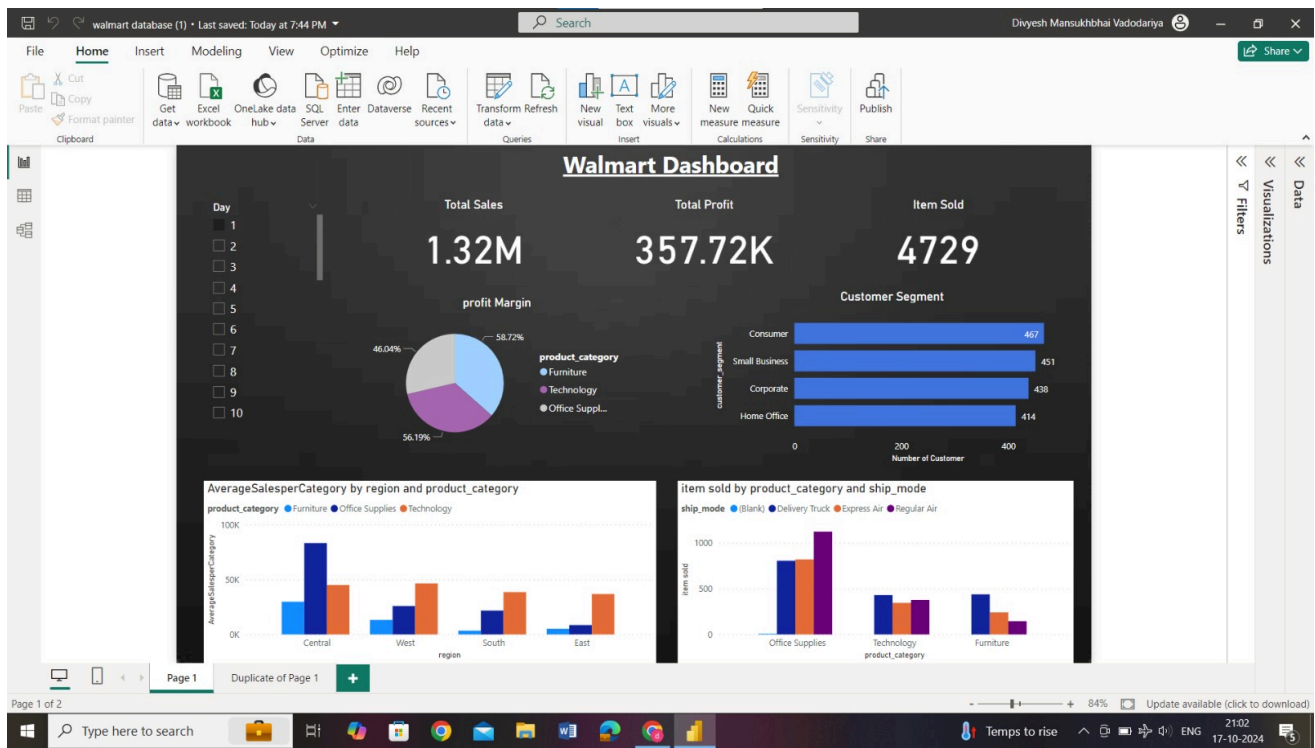 walmart database (1) • Last saved: Today at 7:44 PM
Search
Divyesh Mansukhbhai Vadodariya
File Home Insert Modeling View Optimize Help
Share
Paste
Cut
Copy
Format painter
Clipboard
Get data
Excel workbook
OneLake data hub
SQL Server
Enter data
Dataverse
Recent sources
Data
Transform data
Refresh
Queries
New visual
Text box
More visuals
Insert
New measure
Quick measure
Calculations
Sensitivity
Sensitivity
Publish
Share
Walmart Dashboard
Filters
Visualizations
Data
Day
1
2
3
4
5
6
7
8
9
10
Total Sales
1.32M
Total Profit
357.72K
Item Sold
4729
profit Margin
58.72%
46.04%
56.19%
product_category
Furniture
Technology
Office Suppl...
Customer Segment
customer_segment
Consumer 467
Small Business 451
Corporate 438
Home Office 414
0 200 400
Number of Customer
AverageSalesperCategory by region and product_category
product_category Furniture Office Supplies Technology
AverageSalesperCategory
100K
50K
0K
Central West South East
region
item sold by product_category and ship_mode
ship_mode (Blank) Delivery Truck Express Air Regular Air
item sold
1000
500
0
Office Supplies Technology Furniture
product_category
Page 1 Duplicate of Page 1 +
Page 1 of 2
- + 84% Update available (click to download)
Type here to search
Temps to rise
ENG
21:02
17-10-2024
5